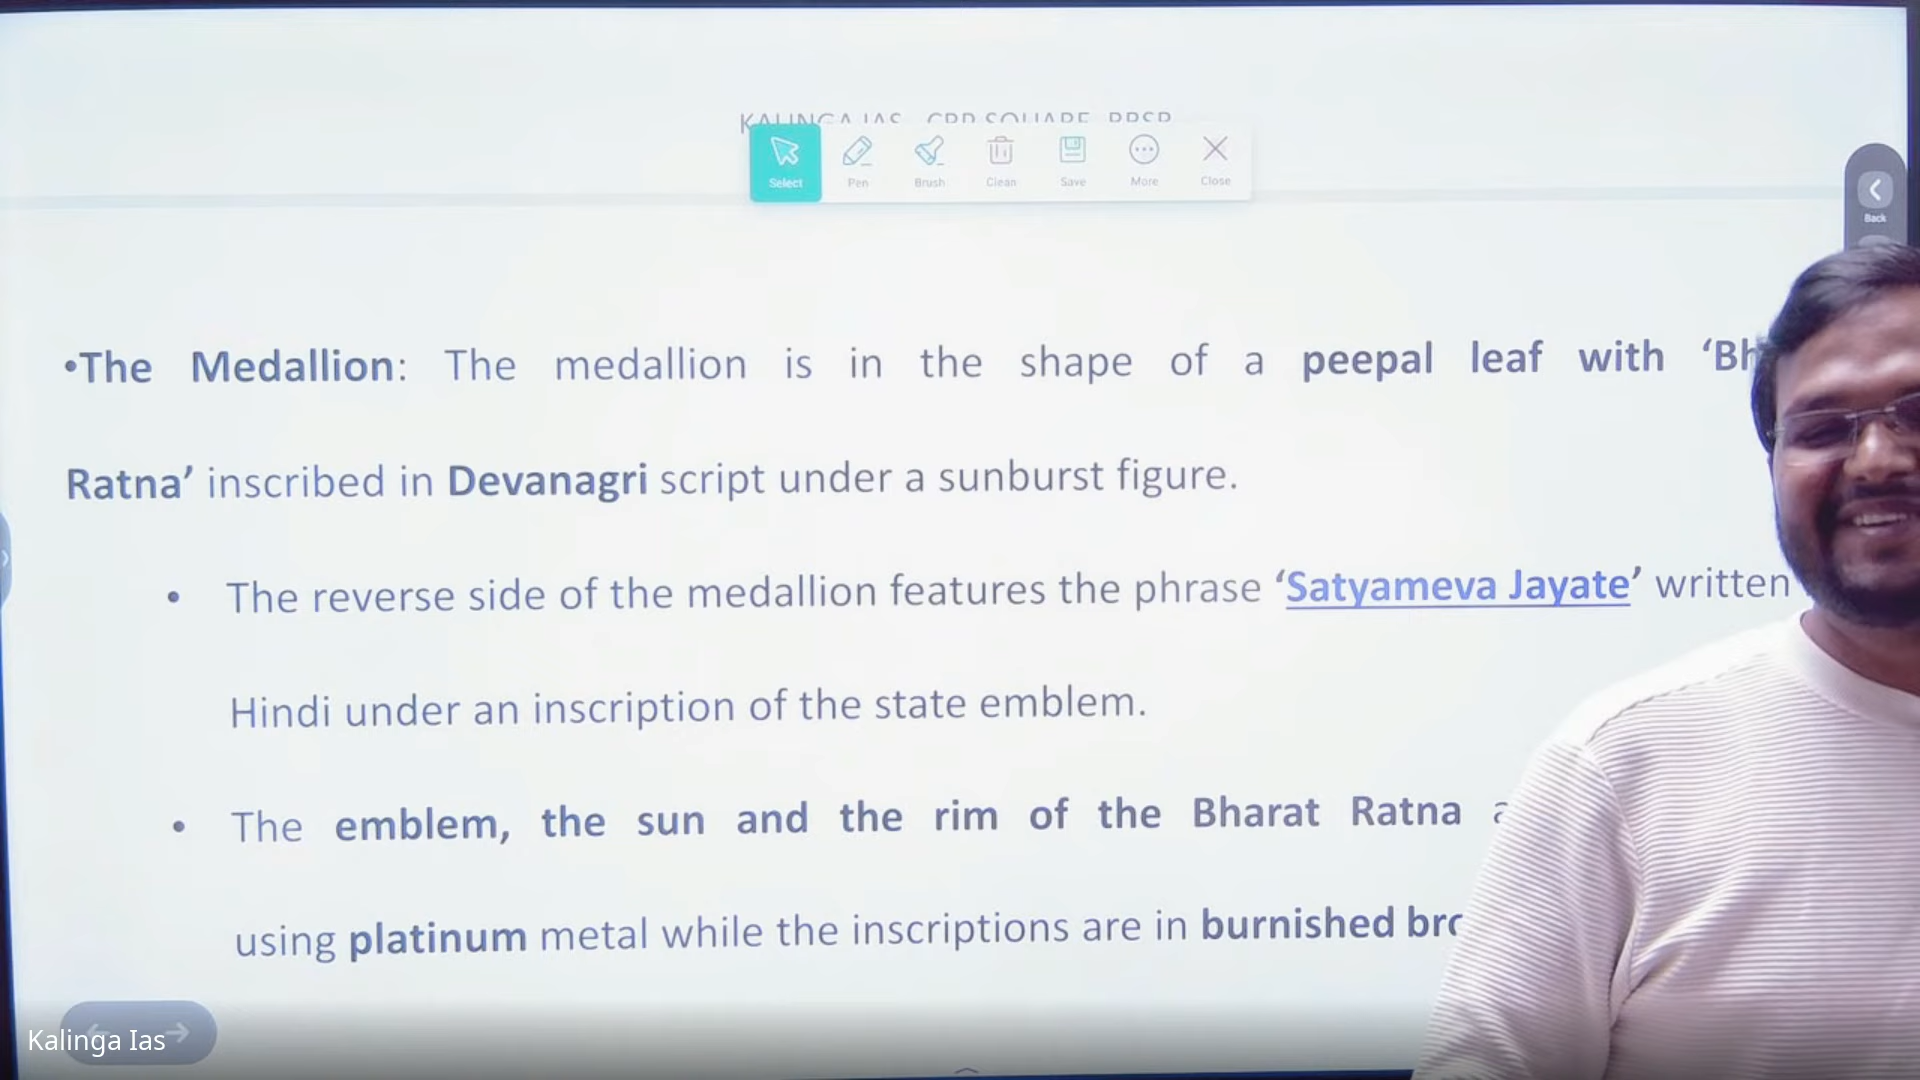 Select
Pen
Brush
Clean
Save
More
Close
Back
•The Medallion: The medallion is in the shape of a peepal leaf with
Ratna’ inscribed in Devanagri script under a sunburst figure.
• The reverse side of the medallion features the phrase ‘Satyameva Jayate’ written
Hindi under an inscription of the state emblem.
• The emblem, the sun and the rim of the Bharat Ratna
using platinum metal while the inscriptions are in burnished
Kalinga Ias